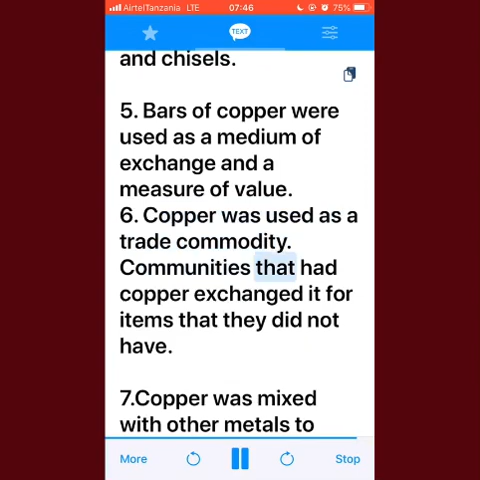 AirtelTanzania LTE 07:46 75%
TEXT
and chisels.
5. Bars of copper were
used as a medium of
exchange and a
measure of value.
6. Copper was used as a
trade commodity.
Communities that had
copper exchanged it for
items that they did not
have.
7.Copper was mixed
with other metals to
More Stop